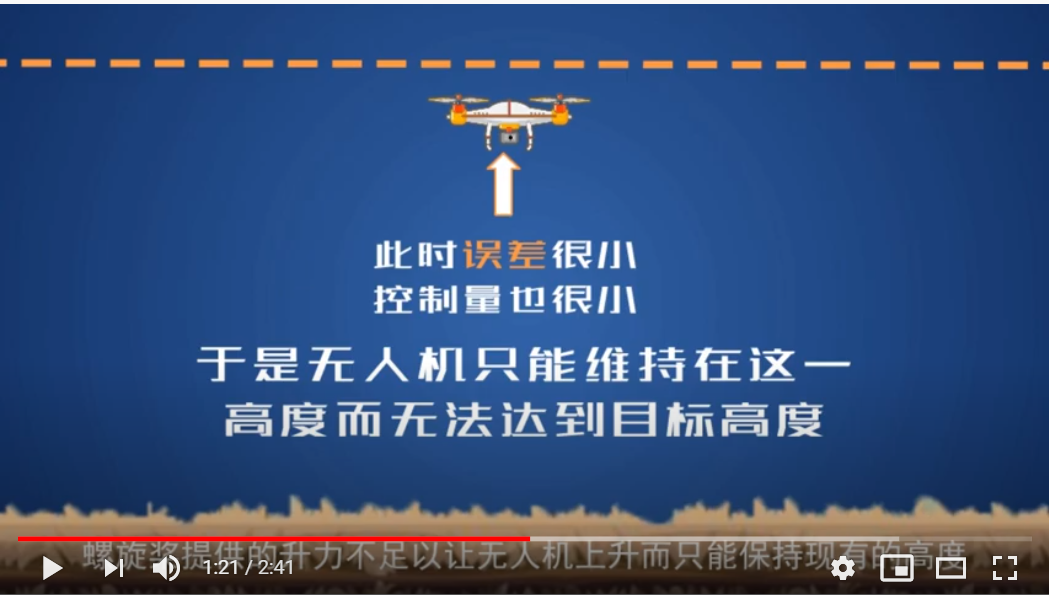 此时误差很小
控制量也很小
于是无人机只能维持在这一
高度而无法达到目标高度
螺旋桨提供的升力不足以让无人机上升而只能保持现有的高度
1:21 / 2:41